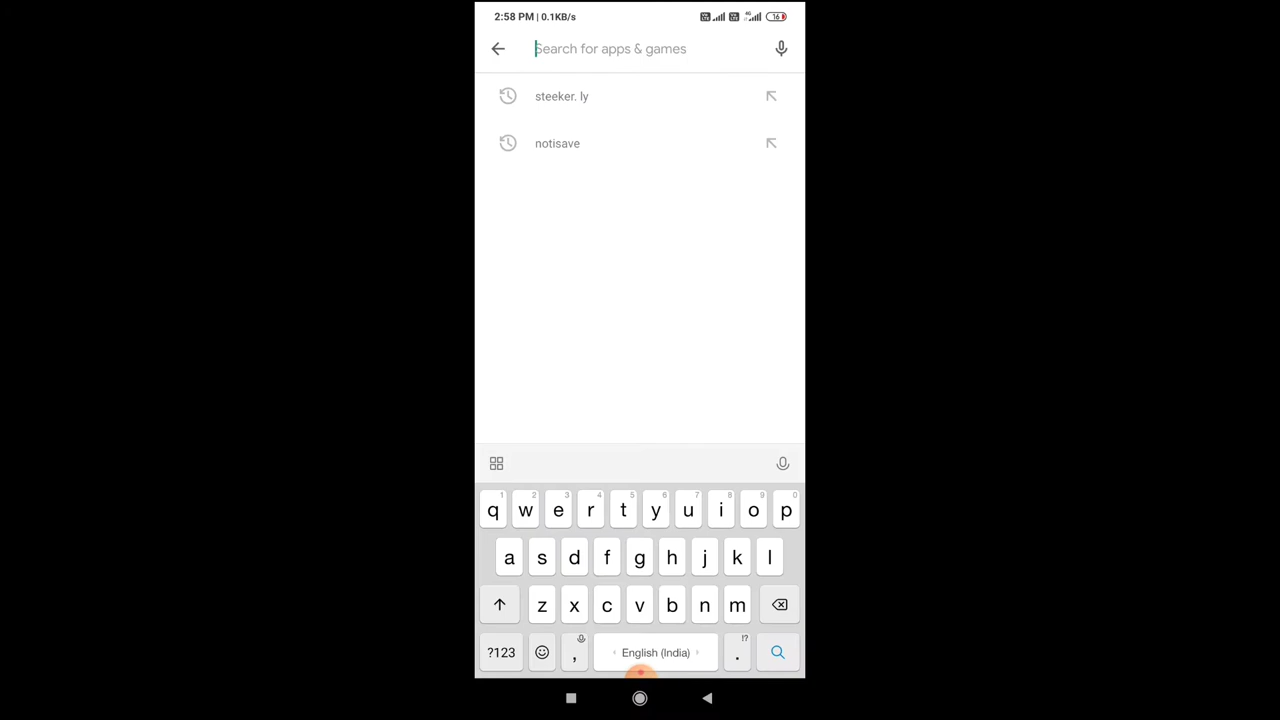 2:58 PM | 0.1KB/s 4G 16
Search for apps & games
steeker. ly
notisave
1 2 3 4 5 6 7 8 9 0
q w e r t y u i o p
a s d f g h j k l
z x c v b n m
!?
?123 , English (India) .